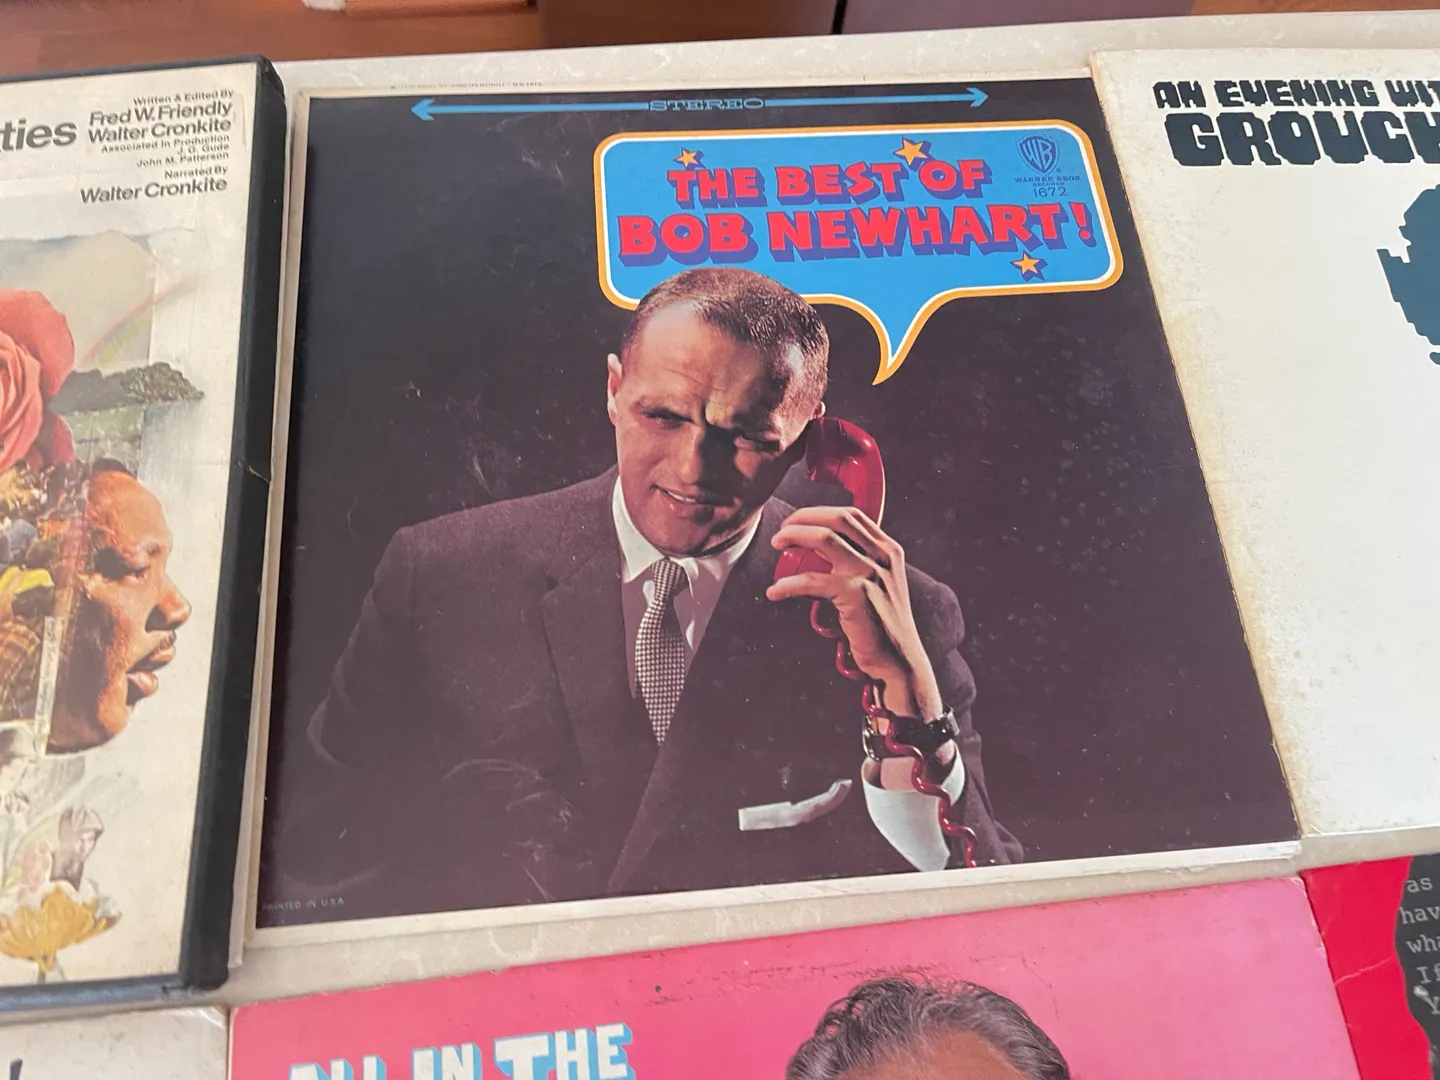 ties
Written & Edited By
Fred W. Friendly
Walter Cronkite
Associated In Production
J. G. Gude
John M. Patterson
Narrated By
Walter Cronkite
STEREO
THE BEST OF
BOB NEWHART!
WB
WARNER BROS
RECORDS
1672
PRINTED IN U.S.A.
AN EVENING WIT
GROUCH
ALL IN THE
as
hav
wha
If
Y